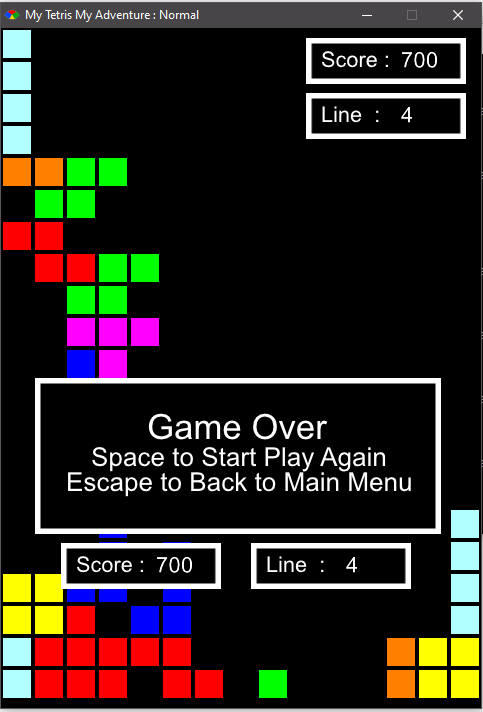 My Tetris My Adventure : Normal
Score : 700
Line : 4
Game Over
Space to Start Play Again
Escape to Back to Main Menu
Score : 700
Line : 4